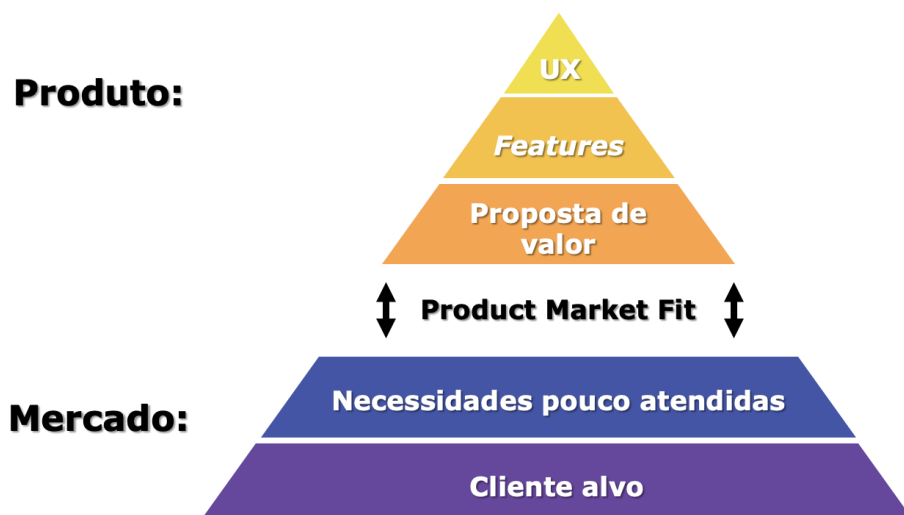 UX
Produto:
Features
Proposta de
valor
Product Market Fit
Necessidades pouco atendidas
Mercado:
Cliente alvo